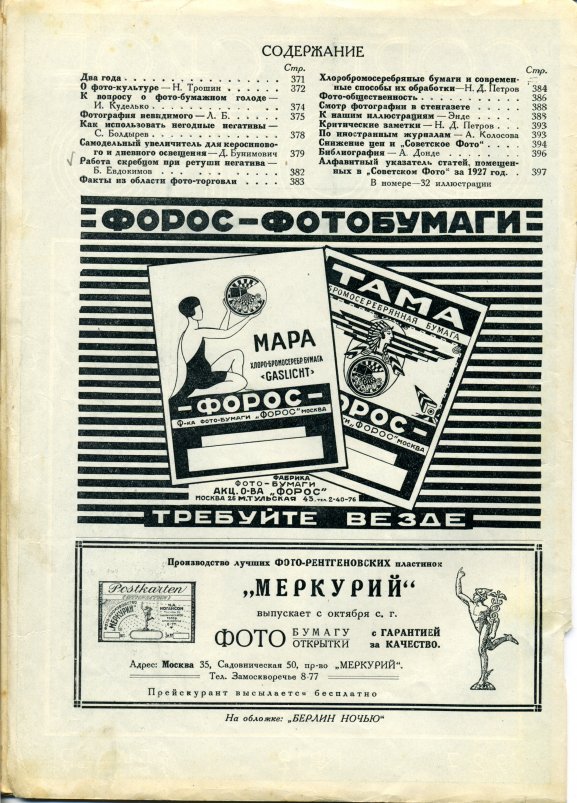 СОДЕРЖАНИЕ
Стр.
Два года 371
О фото-культуре — Н. Трошин 372
К вопросу о фото-бумажном голоде —
И. Куделько 374
Фотография невидимого — Л. Б. 375
Как использовать негодные негативы —
С. Болдырев 378
Самодельный увеличитель для керосиново-
го и дневного освещения — Д. Бунимович 379
Работа скребцом при ретуши негатива —
Б. Евдокимов 382
Факты из области фото-торговли 383
Стр.
Хлоробромосеребряные бумаги и современ-
ные способы их обработки — Н. Д. Петров 384
Фото-общественность 386
Смотр фотографии в стенгазете 388
К нашим иллюстрациям — Энде 388
Критические заметки — Н. Д. Петров 393
По иностранным журналам — А. Колосова 393
Снижение цен и „Советское Фото“ 394
Библиография — А. Донде 396
Алфавитный указатель статей, помещен-
ных в „Советском Фото“ за 1927 год. 397
В номере — 32 иллюстрации
ФОРОС—ФОТОБУМАГИ
МАРА
ХЛОРО-БРОМОСЕРЕБР. БУМАГА
«GASLICHT»
-ФОРОС-
Ф-КА ФОТО-БУМАГИ „ФОРОС“ МОСКВА
ТАМА
БРОМОСЕРЕБРЯННАЯ БУМАГА
ФОРОС-
ГИ „ФОРОС“ МОСКВА
ФАБРИКА
ФОТО-БУМАГИ
АКЦ. О-ВА „ФОРОС“
МОСКВА 26 М.ТУЛЬСКАЯ 43. ТЕЛ. 2-40-76
ТРЕБУЙТЕ ВЕЗДЕ
Производство лучших ФОТО-РЕНТГЕНОВСКИХ пластинок
„МЕРКУРИЙ“
выпускает с октября с. г.
ФОТО БУМАГУ ОТКРЫТКИ с ГАРАНТИЕЙ за КАЧЕСТВО.
Postkarten
МЕРКУРИЙ
Адрес: Москва 35, Садовническая 50, пр-во „МЕРКУРИЙ“.
Тел. Замоскворечье 8-77
Прейскурант высылается бесплатно
На обложке: „БЕРЛИН НОЧЬЮ“